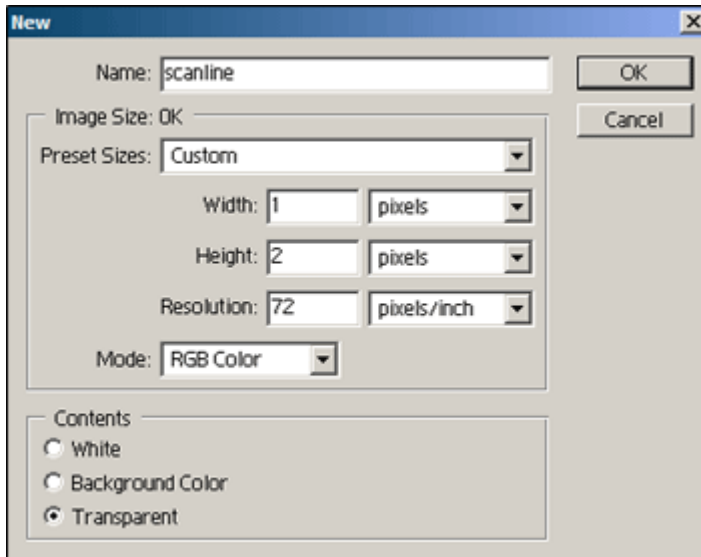 New
Name: scanline
OK
Image Size: 0K
Cancel
Preset Sizes: Custom
Width: 1 pixels
Height: 2 pixels
Resolution: 72 pixels/inch
Mode: RGB Color
Contents
White
Background Color
Transparent